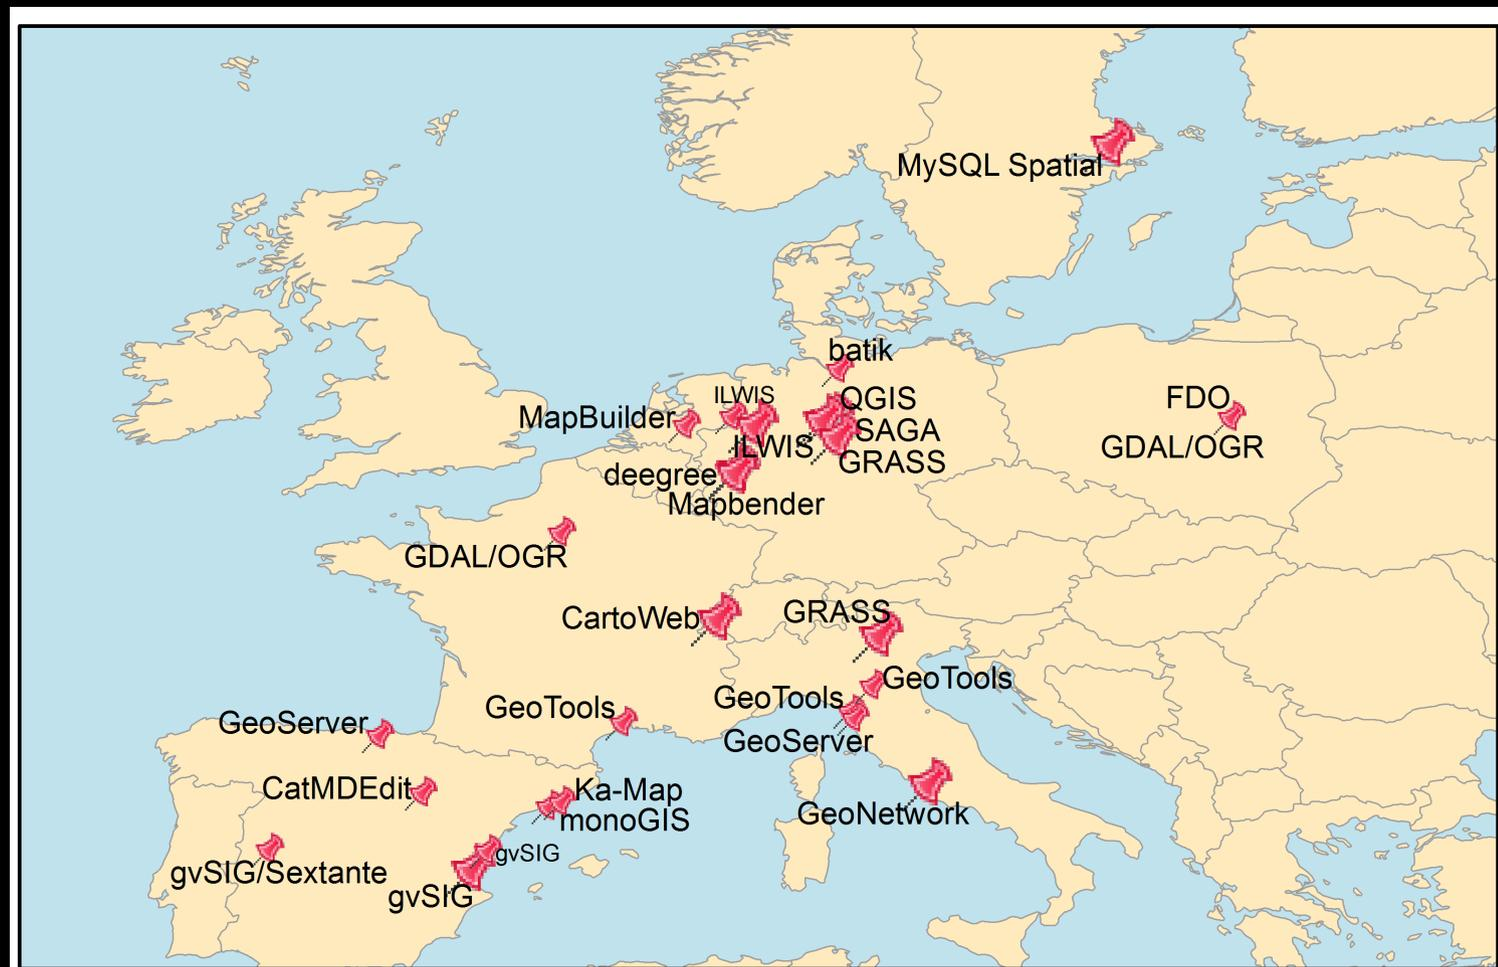 MySQL Spatial
batik
ILWIS
QGIS
MapBuilder
FDO
SAGA
ILWIS
GDAL/OGR
GRASS
deegree
Mapbender
GDAL/OGR
CartoWeb
GRASS
GeoTools
GeoTools
GeoTools
GeoServer
GeoServer
CatMDEdit
Ka-Map
monoGIS
GeoNetwork
gvSIG
gvSIG/Sextante
gvSIG